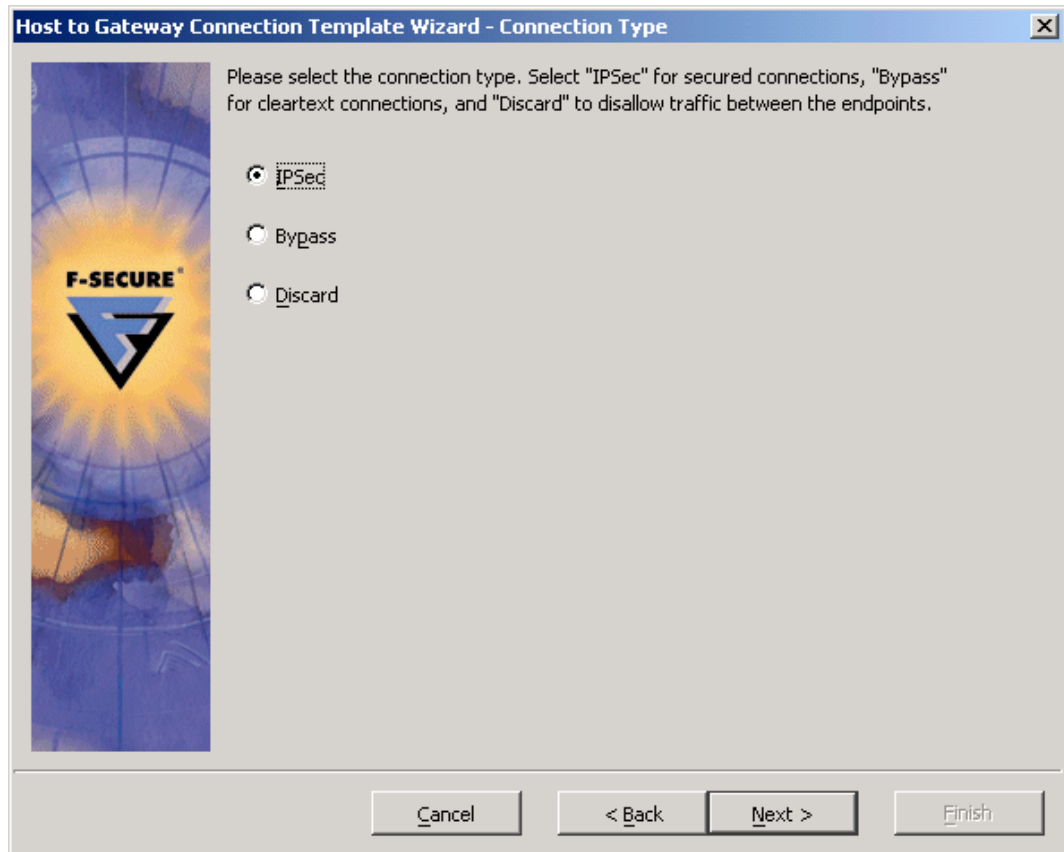 Host to Gateway Connection Template Wizard - Connection Type
Please select the connection type. Select "IPSec" for secured connections, "Bypass"
for cleartext connections, and "Discard" to disallow traffic between the endpoints.
IPSec
Bypass
F-SECURE®
Discard
Cancel
< Back
Next >
Finish